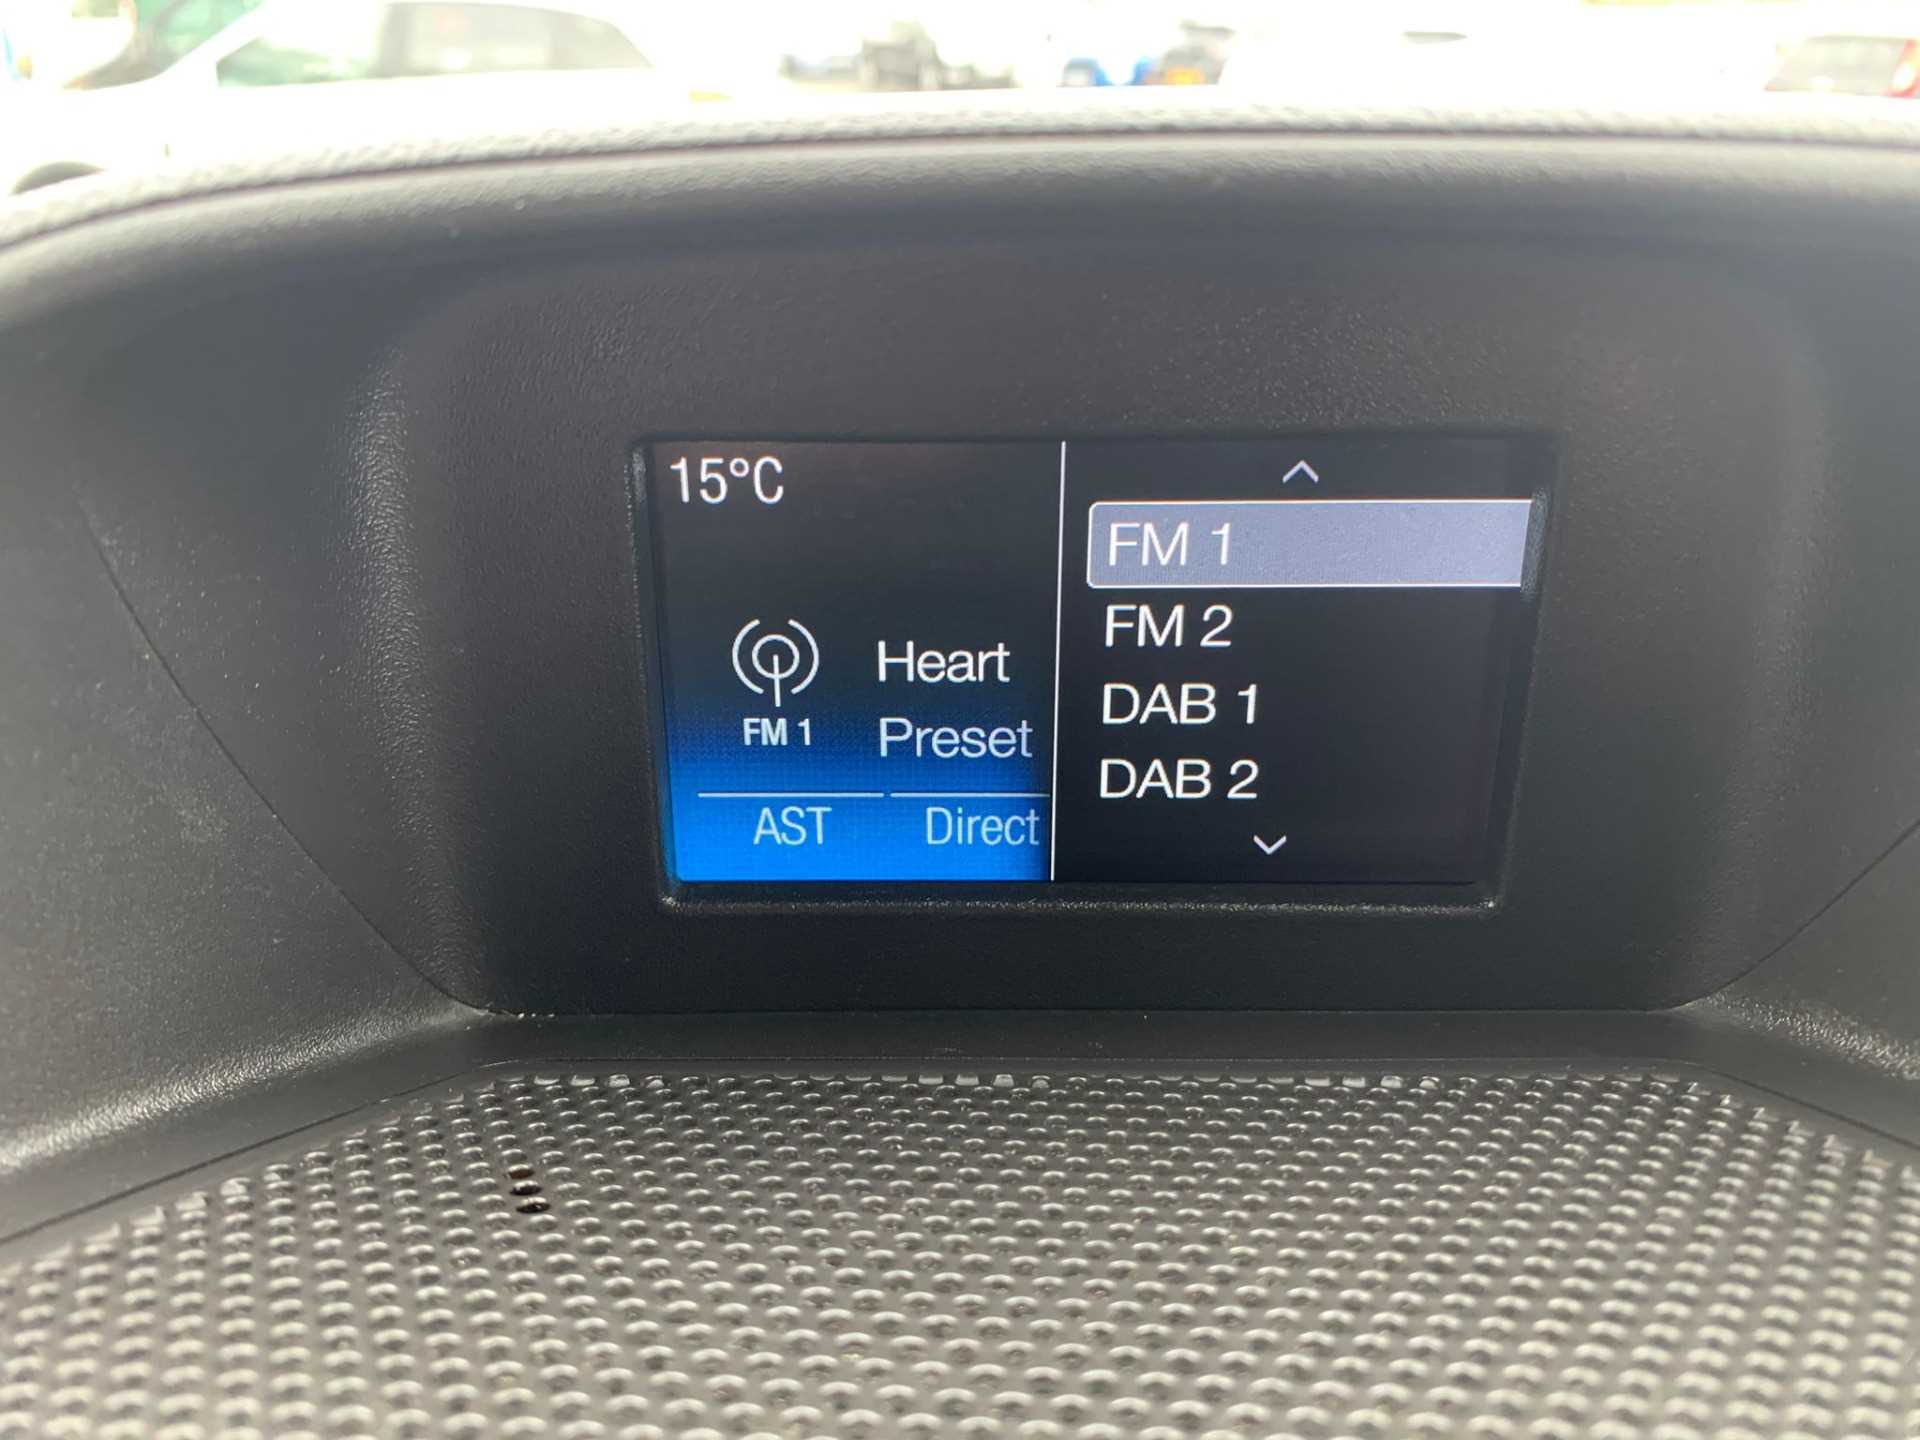 15°C
Heart
FM 1
Preset
AST
Direct
FM 1
FM 2
DAB 1
DAB 2